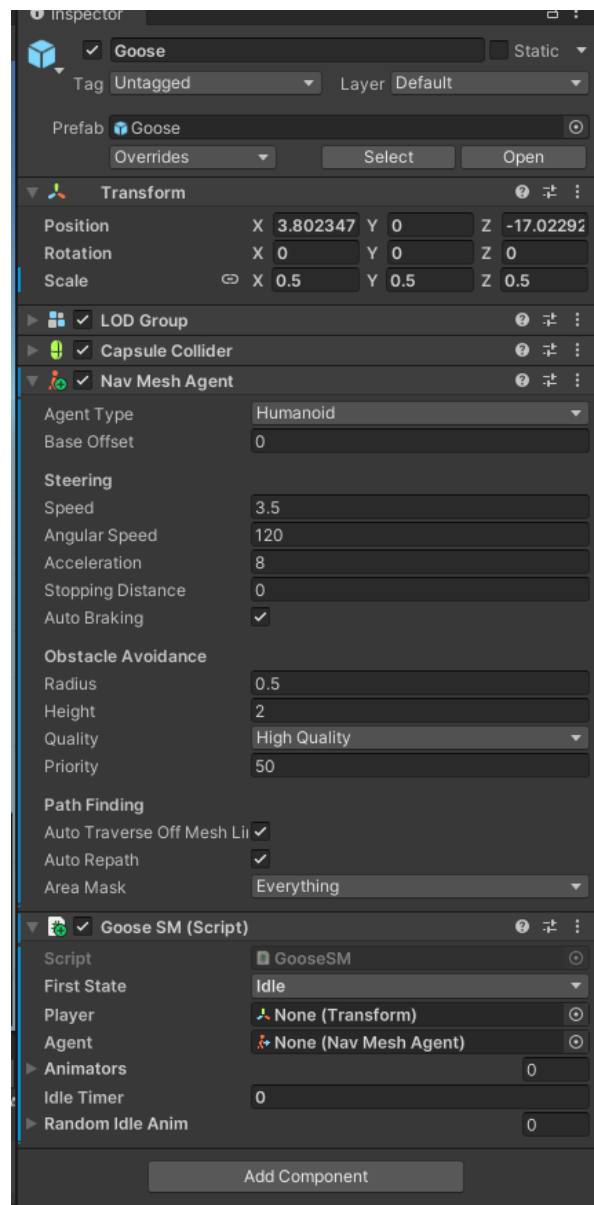 Inspector
Goose Static
Tag Untagged Layer Default
Prefab Goose
Overrides Select Open
Transform
Position X 3.802347 Y 0 Z -17.02292
Rotation X 0 Y 0 Z 0
Scale X 0.5 Y 0.5 Z 0.5
LOD Group
Capsule Collider
Nav Mesh Agent
Agent Type Humanoid
Base Offset 0
Steering
Speed 3.5
Angular Speed 120
Acceleration 8
Stopping Distance 0
Auto Braking
Obstacle Avoidance
Radius 0.5
Height 2
Quality High Quality
Priority 50
Path Finding
Auto Traverse Off Mesh Li
Auto Repath
Area Mask Everything
Goose SM (Script)
Script GooseSM
First State Idle
Player None (Transform)
Agent None (Nav Mesh Agent)
Animators 0
Idle Timer 0
Random Idle Anim 0
Add Component